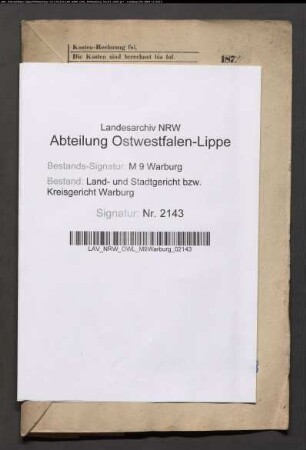 Kosten-Rechnung fol.
Die Kosten sind berechnet bis fol.
187
Landesarchiv NRW
Abteilung Ostwestfalen-Lippe
Bestands-Signatur: M 9 Warburg
Bestand: Land- und Stadtgericht bzw.
Kreisgericht Warburg
Signatur: Nr. 2143
LAV_NRW_OWL_M9Warburg_02143